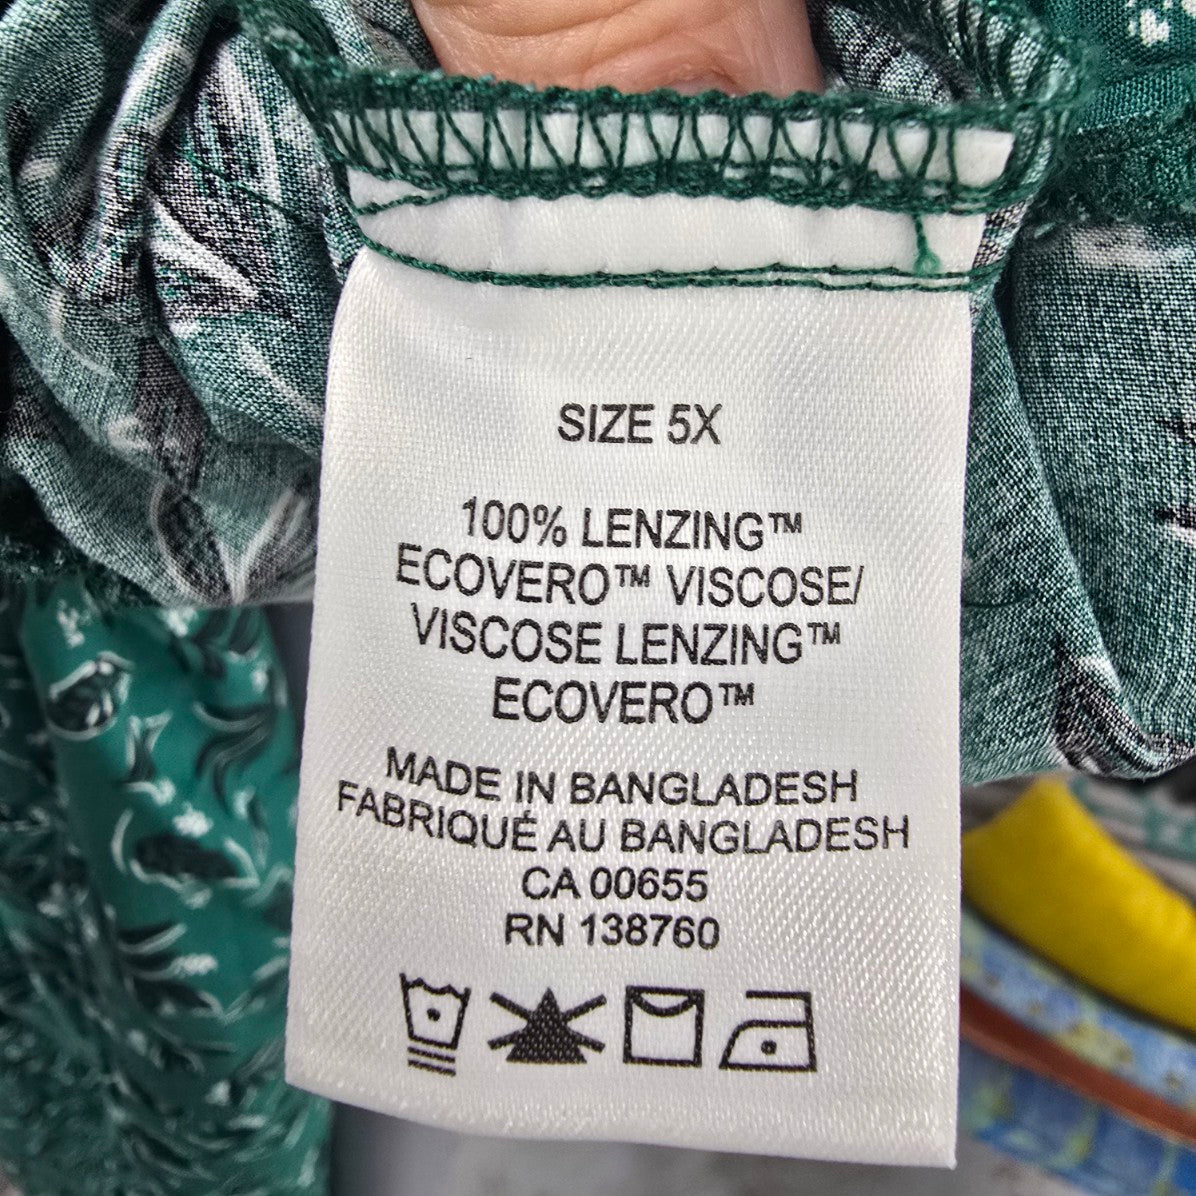 SIZE 5X
100% LENZING™
ECOVERO™ VISCOSE/
VISCOSE LENZING™
ECOVERO™
MADE IN BANGLADESH
FABRIQUÉ AU BANGLADESH
CA 00655
RN 138760